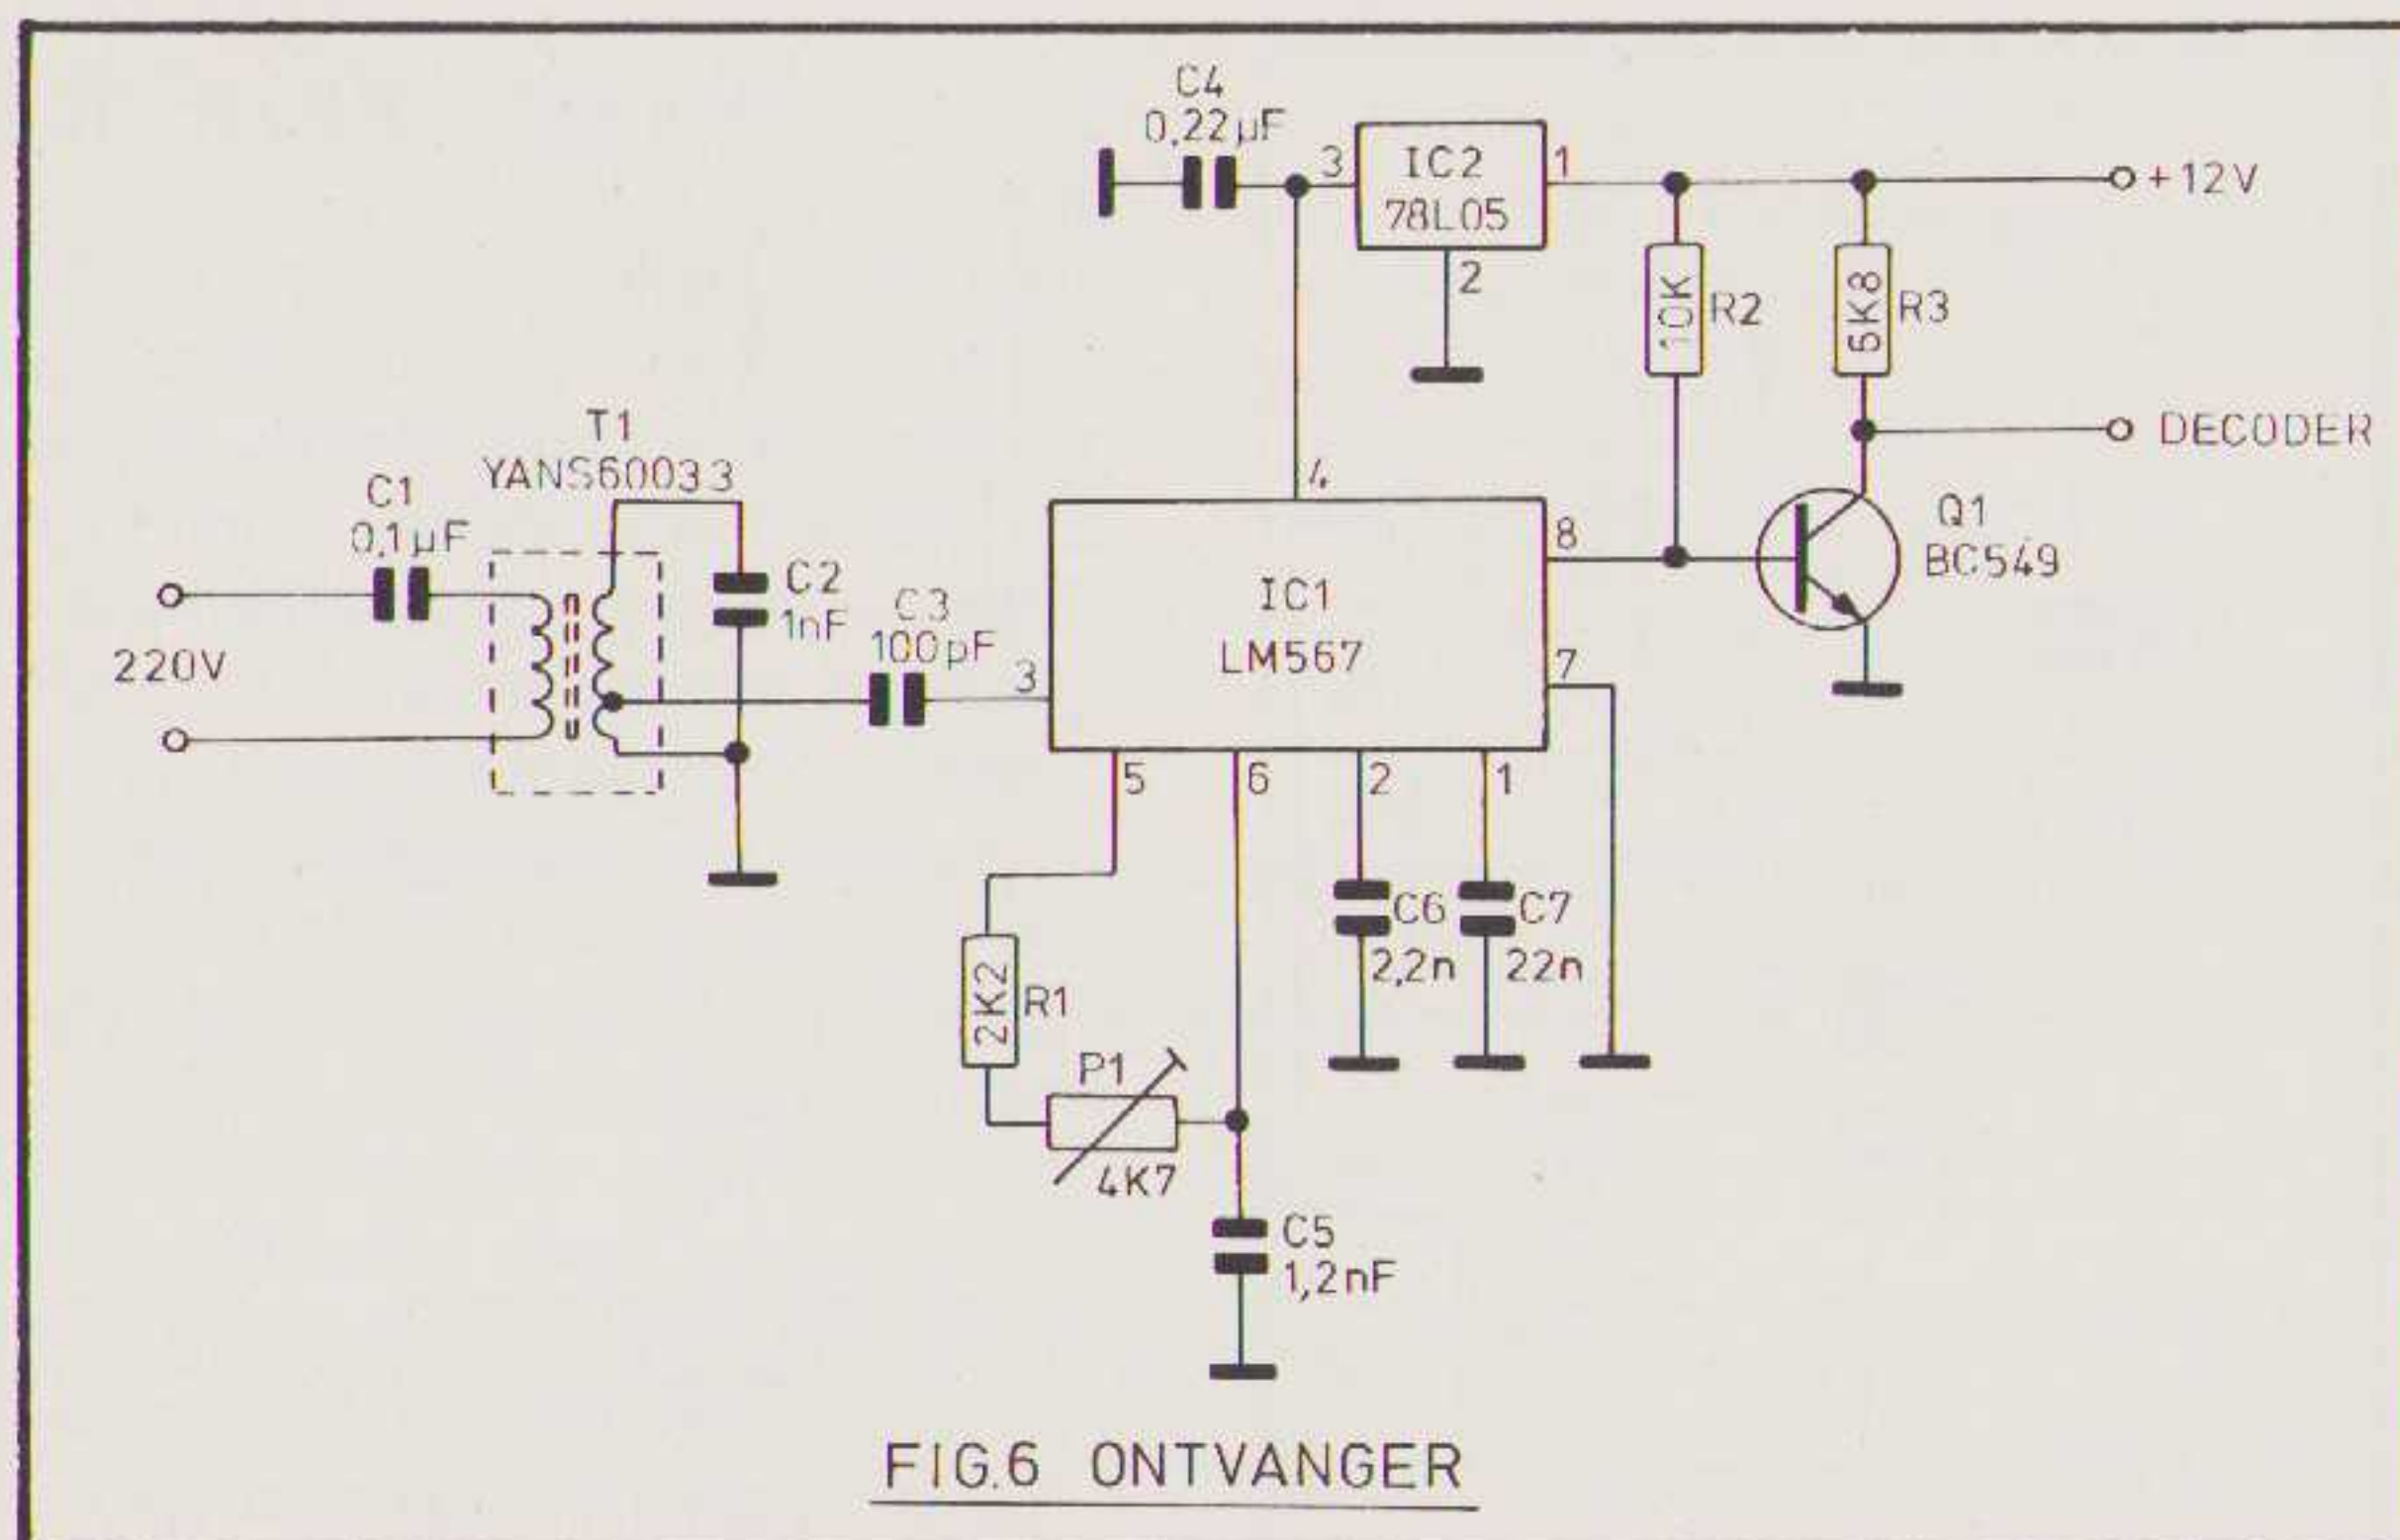 C4
0,22µF
3
IC2
78L05
1
2
+12V
10K
R2
5K8
R3
DECODER
T1
YANS60033
C1
0,1µF
220V
C2
1nF
C3
100pF
3
4
IC1
LM567
8
7
Q1
BC549
5
6
2
1
2K2
R1
P1
4K7
C6
2,2n
C7
22n
C5
1,2nF
FIG.6 ONTVANGER